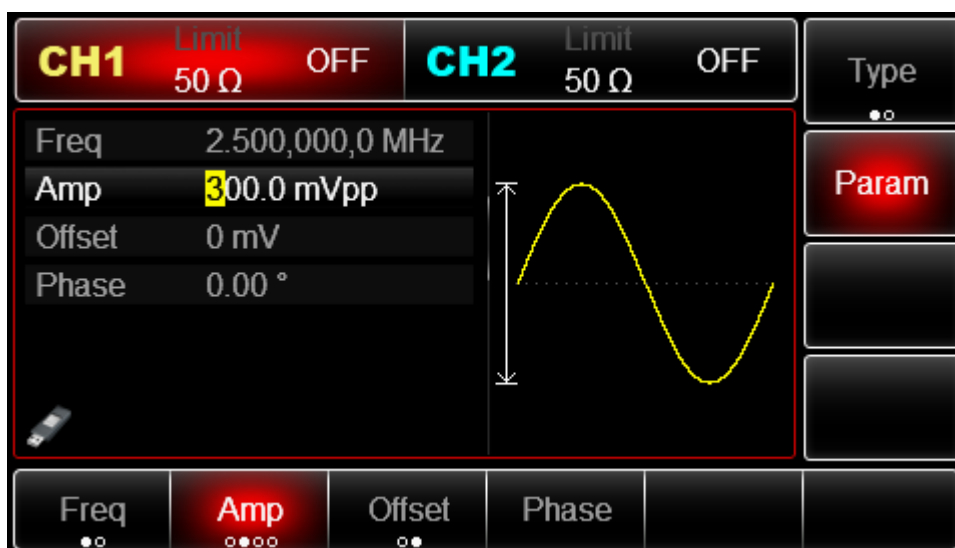 CH1 Limit 50 Ω OFF
CH2 Limit 50 Ω OFF
Type
Freq 2.500,000,0 MHz
Amp 300.0 mVpp
Offset 0 mV
Phase 0.00 °
Param
Freq Amp Offset Phase